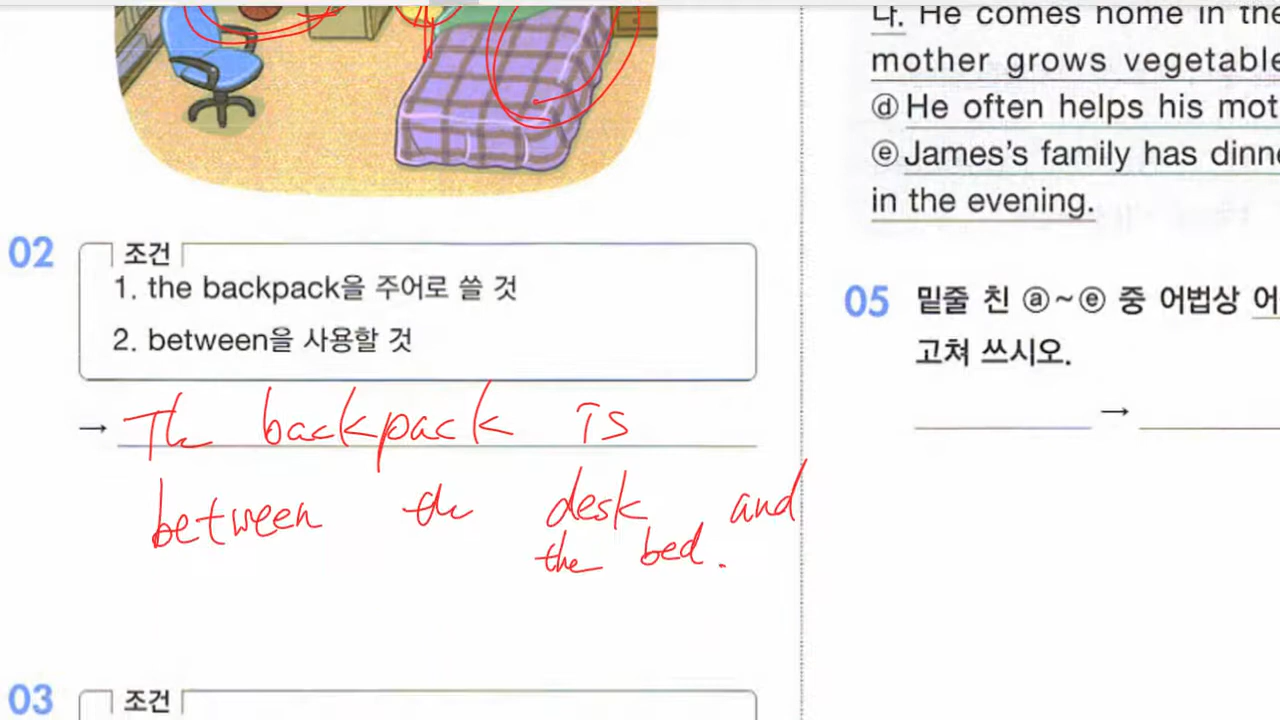 02
조건
1. the backpack을 주어로 쓸 것
2. between을 사용할 것
→ The backpack is
between the desk and
the bed.
03
조건
나. He comes home in the
mother grows vegetable
ⓓ He often helps his mot
ⓔ James's family has dinn
in the evening.
05 밑줄 친 ⓐ~ⓔ 중 어법상 어
고쳐 쓰시오.
→